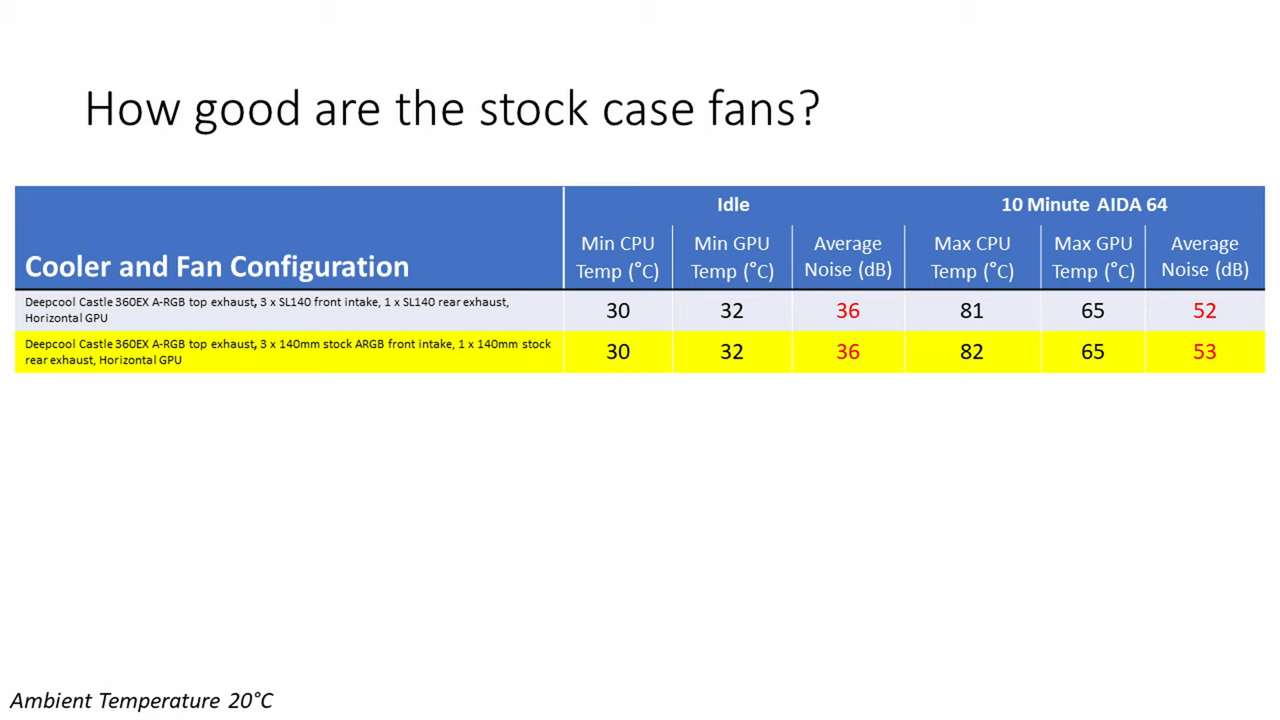 How good are the stock case fans?
Idle
10 Minute AIDA 64
Cooler and Fan Configuration
Min CPU
Temp (°C)
Min GPU
Temp (°C)
Average
Noise (dB)
Max CPU
Temp (°C)
Max GPU
Temp (°C)
Average
Noise (dB)
Deepcool Castle 360EX A-RGB top exhaust, 3 x SL140 front intake, 1 x SL140 rear exhaust,
Horizontal GPU
30
32
36
81
65
52
Deepcool Castle 360EX A-RGB top exhaust, 3 x 140mm stock ARGB front intake, 1 x 140mm stock
rear exhaust, Horizontal GPU
30
32
36
82
65
53
Ambient Temperature 20°C